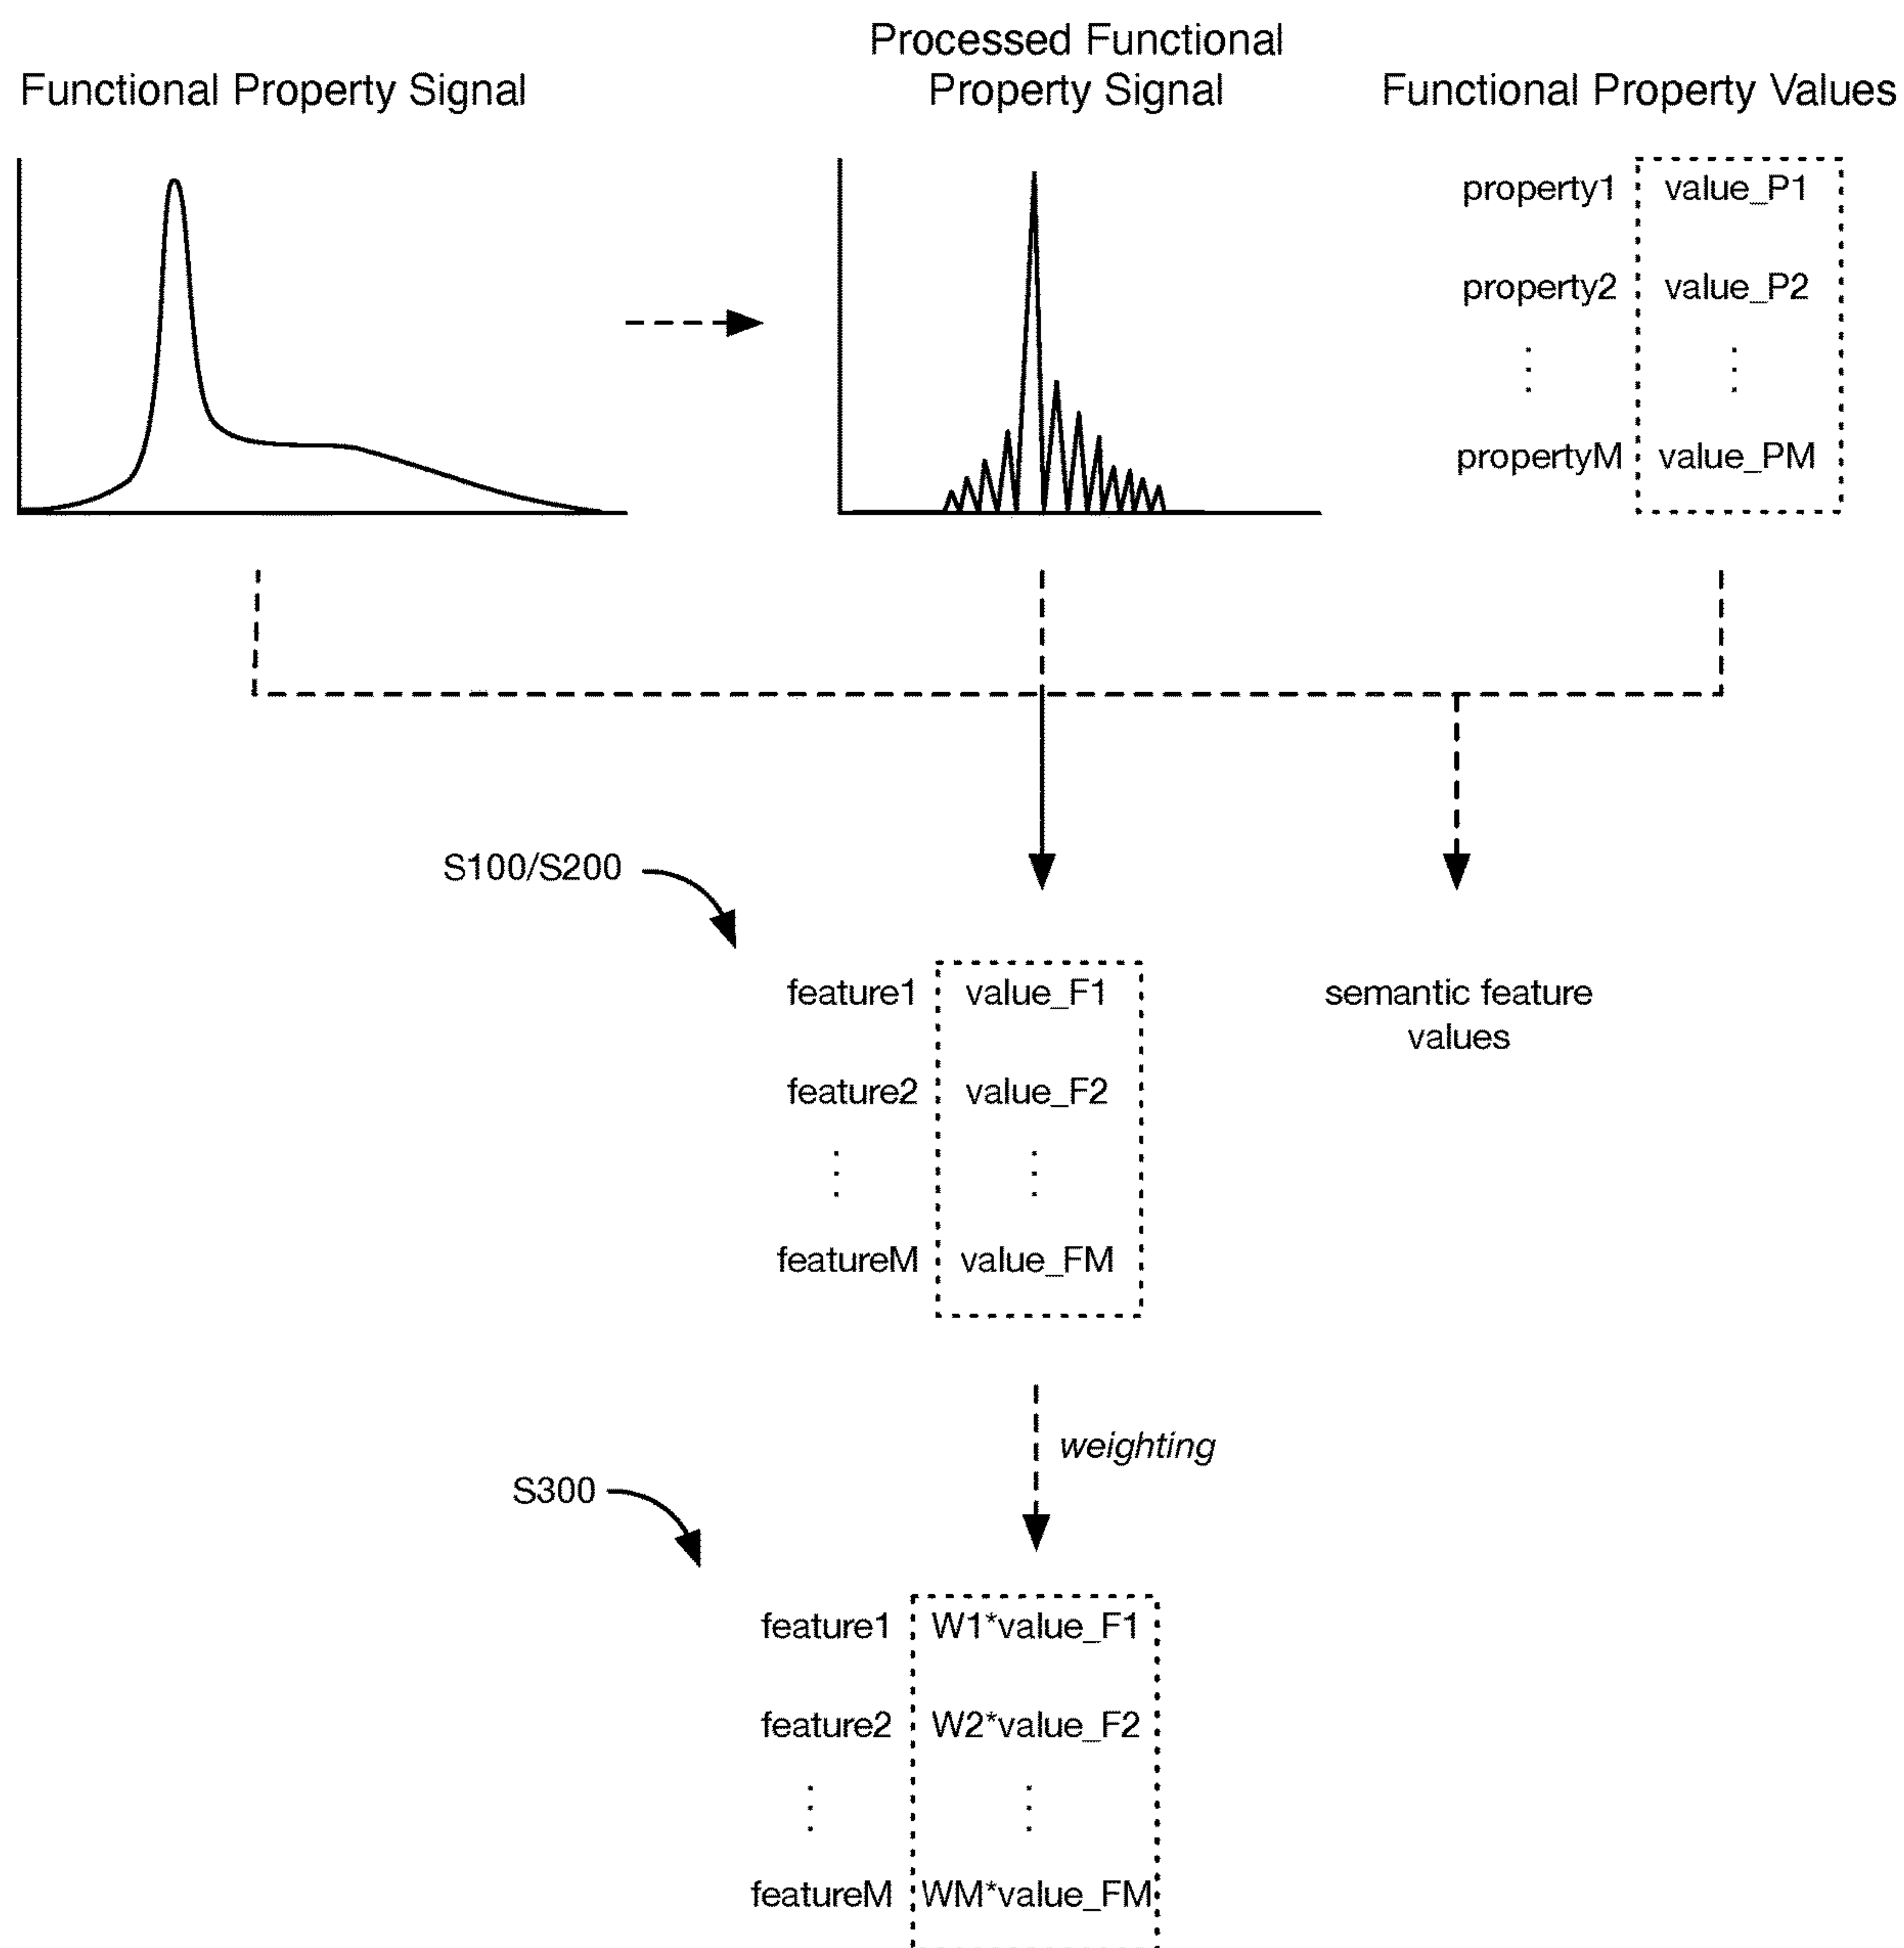 Functional Property Signal
Processed Functional
Property Signal
Functional Property Values
property1 value_P1
property2 value_P2
⋮ ⋮
propertyM value_PM
S100/S200
feature1 value_F1
feature2 value_F2
⋮ ⋮
featureM value_FM
semantic feature
values
weighting
S300
feature1 W1*value_F1
feature2 W2*value_F2
⋮ ⋮
featureM WM*value_FM